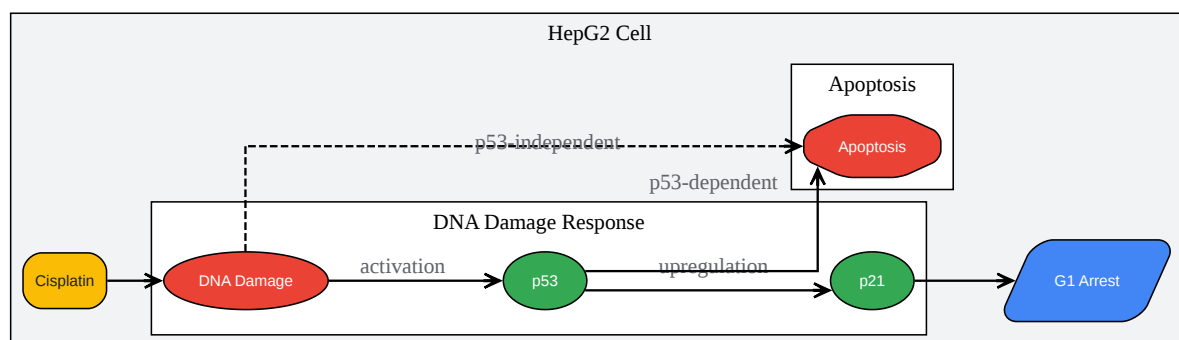 HepG2 Cell
Apoptosis
p53-independent
Apoptosis
p53-dependent
DNA Damage Response
activation
upregulation
Cisplatin
DNA Damage
p53
p21
G1 Arrest